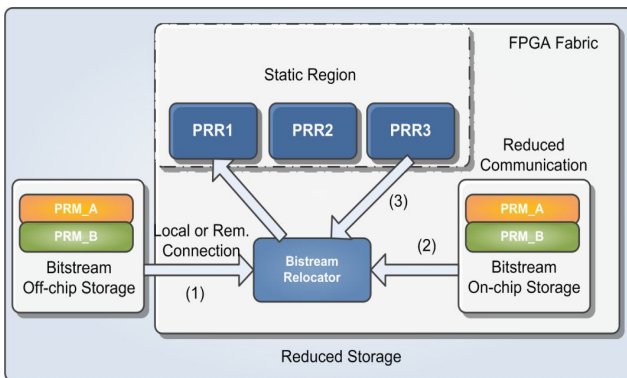 FPGA Fabric
Static Region
PRR1
PRR2
PRR3
Reduced
Communication
PRM_A
PRM_B
Bitstream
Off-chip Storage
Local or Rem.
Connection
(1)
Bistream
Relocator
(3)
(2)
PRM_A
PRM_B
Bitstream
On-chip Storage
Reduced Storage